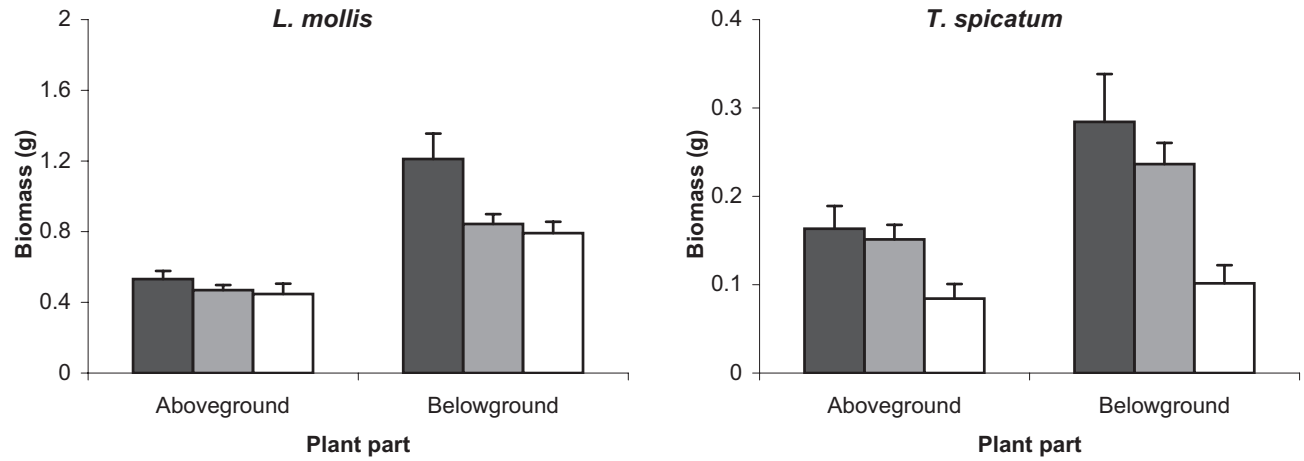 L. mollis
2
1.6
1.2
0.8
0.4
0
Biomass (g)
Aboveground
Belowground
Plant part
T. spicatum
0.4
0.3
0.2
0.1
0
Biomass (g)
Aboveground
Belowground
Plant part